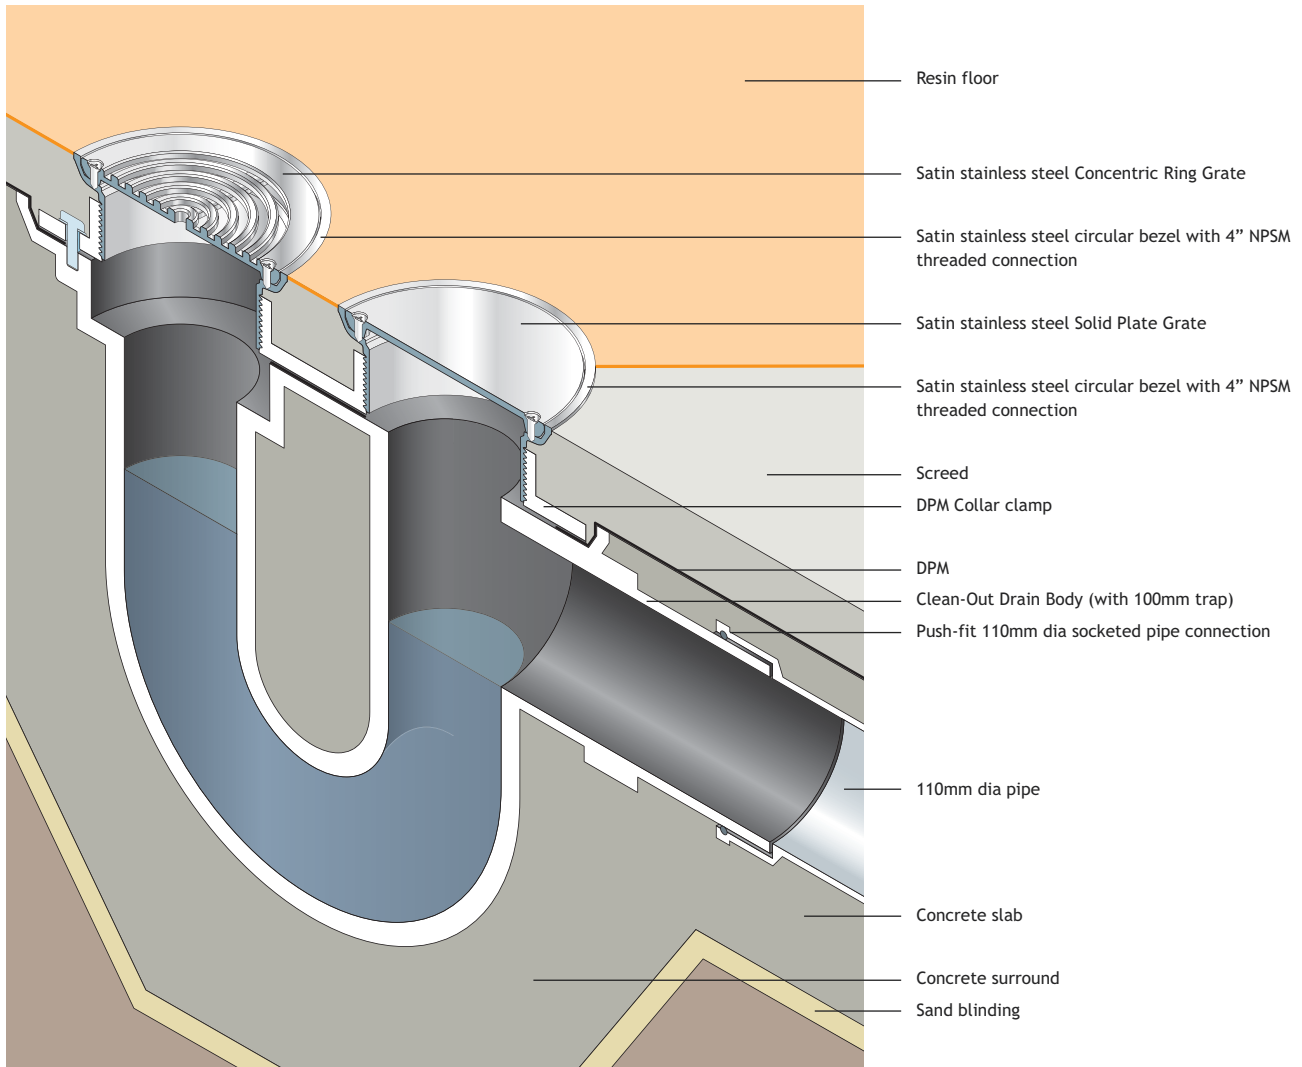 Resin floor
Satin stainless steel Concentric Ring Grate
Satin stainless steel circular bezel with 4” NPSM
threaded connection
Satin stainless steel Solid Plate Grate
Satin stainless steel circular bezel with 4” NPSM
threaded connection
Screed
DPM Collar clamp
DPM
Clean-Out Drain Body (with 100mm trap)
Push-fit 110mm dia socketed pipe connection
110mm dia pipe
Concrete slab
Concrete surround
Sand blinding